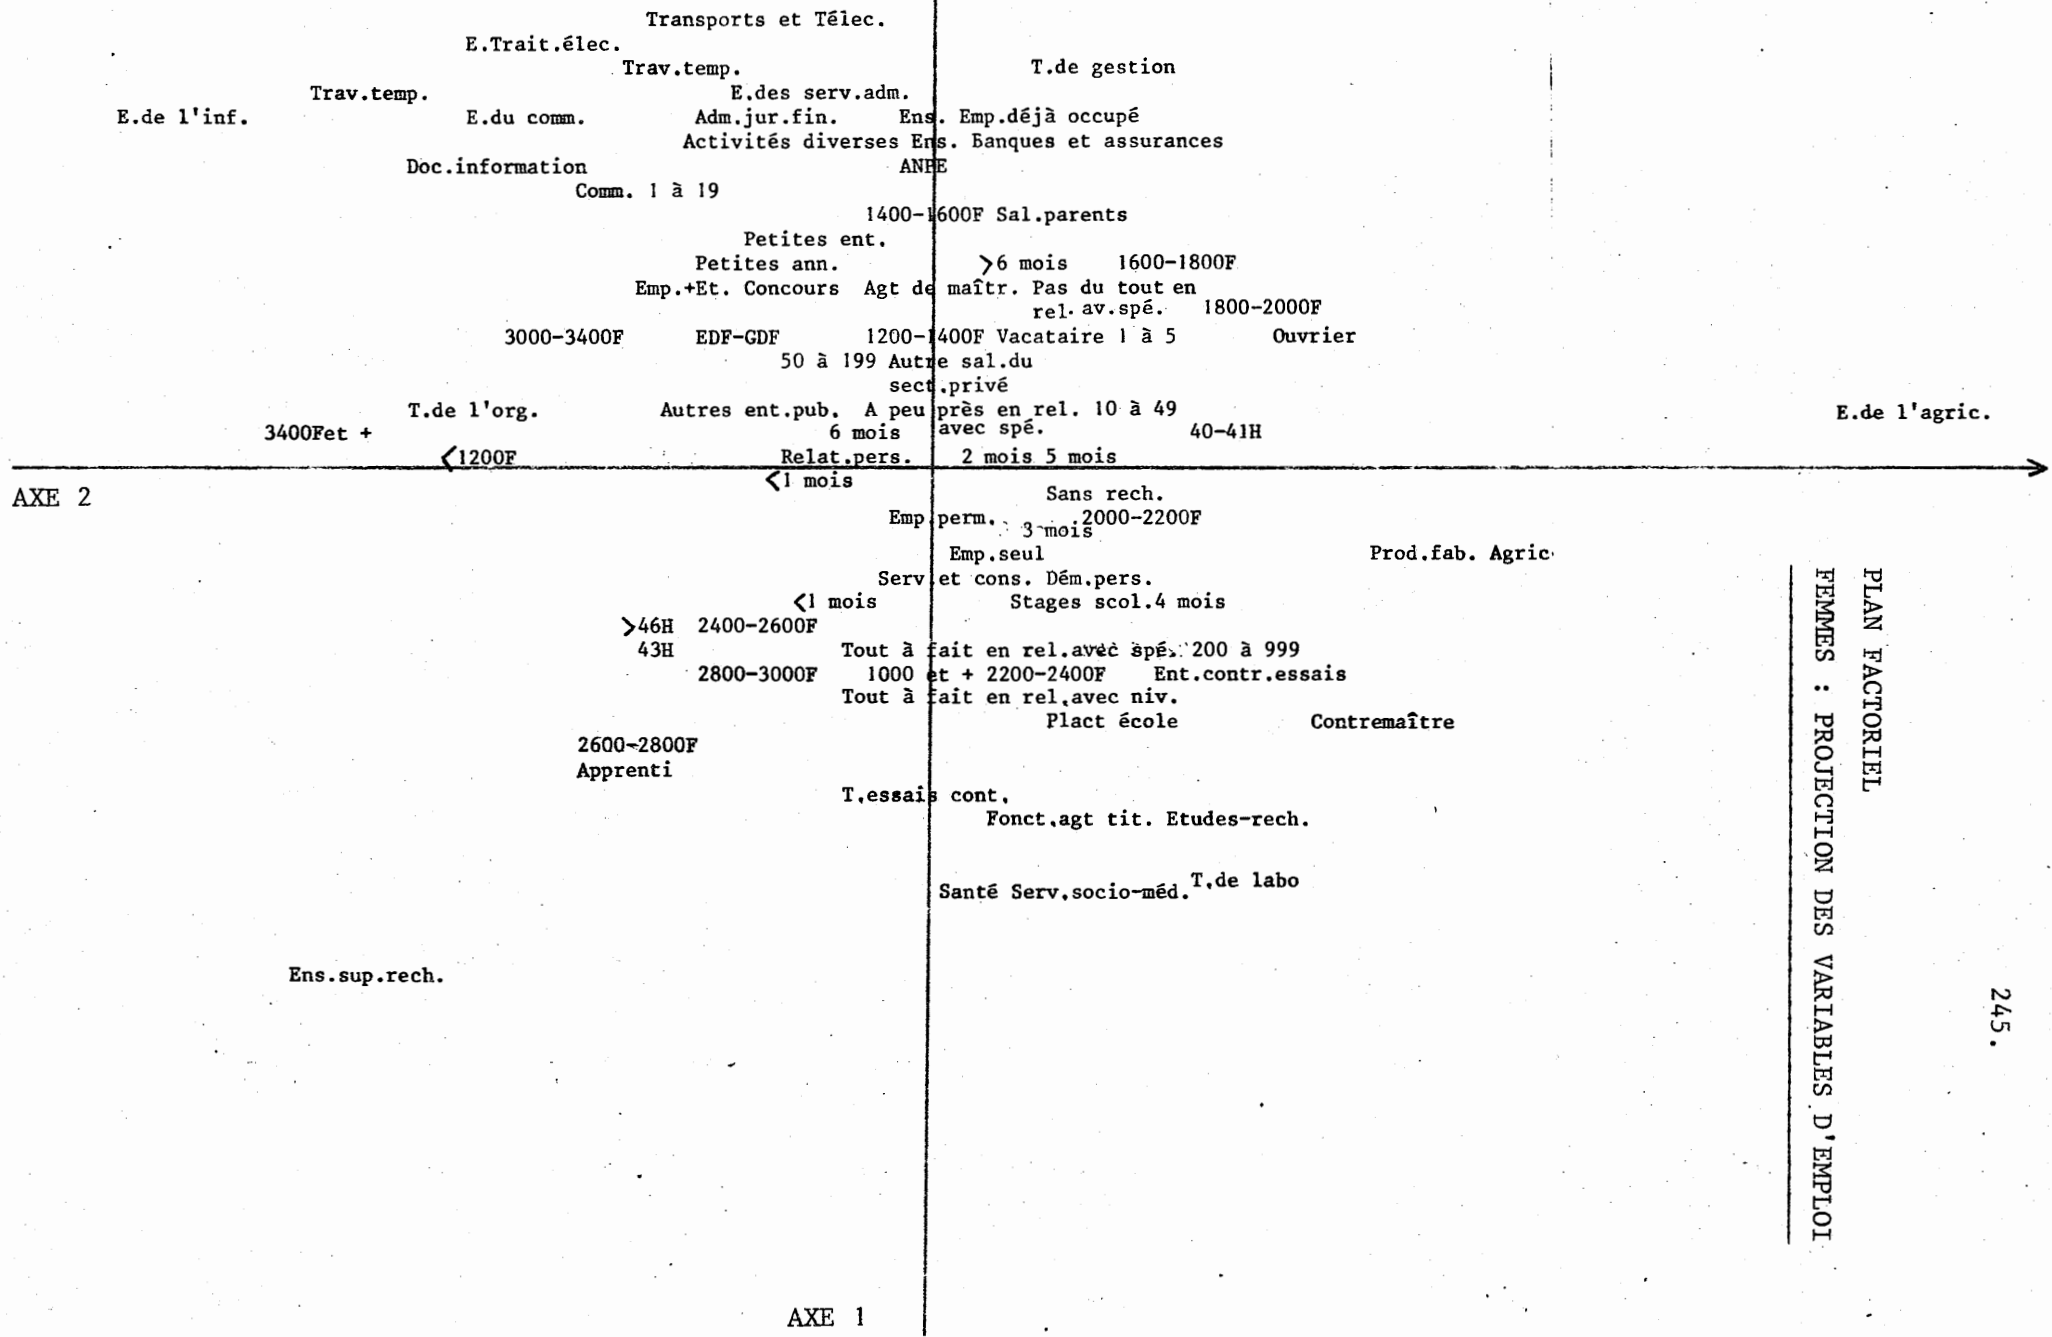 Transports et Télec.
E.Trait.élec.
Trav.temp. T.de gestion
Trav.temp. E.des serv.adm.
E.de l'inf. E.du comm. Adm.jur.fin. Ens. Emp.déjà occupé
Activités diverses Ens. Banques et assurances
Doc.information ANPE
Comm. 1 à 19
1400-1600F Sal.parents
Petites ent.
Petites ann. >6 mois 1600-1800F
Emp.+Et. Concours Agt de maîtr. Pas du tout en
rel. av.spé. 1800-2000F
3000-3400F EDF-GDF 1200-1400F Vacataire 1 à 5 Ouvrier
50 à 199 Autre sal.du
sect.privé
T.de l'org. Autres ent.pub. A peu près en rel. 10 à 49 E.de l'agric.
3400Fet + 6 mois avec spé. 40-41H
<1200F Relat.pers. 2 mois 5 mois
AXE 2
<1 mois
Sans rech.
Emp perm. 2000-2200F
3 mois
Emp.seul Prod.fab. Agric.
Serv et cons. Dém.pers.
<1 mois Stages scol.4 mois
>46H 2400-2600F
43H Tout à fait en rel.avec spé. 200 à 999
2800-3000F 1000 et + 2200-2400F Ent.contr.essais
Tout à fait en rel.avec niv.
Plact école Contremaître
2600-2800F
Apprenti
T.essais cont.
Fonct.agt tit. Etudes-rech.
T.de labo
Santé Serv.socio-méd.
Ens.sup.rech.
AXE 1
PLAN FACTORIEL
FEMMES : PROJECTION DES VARIABLES D'EMPLOI
245.